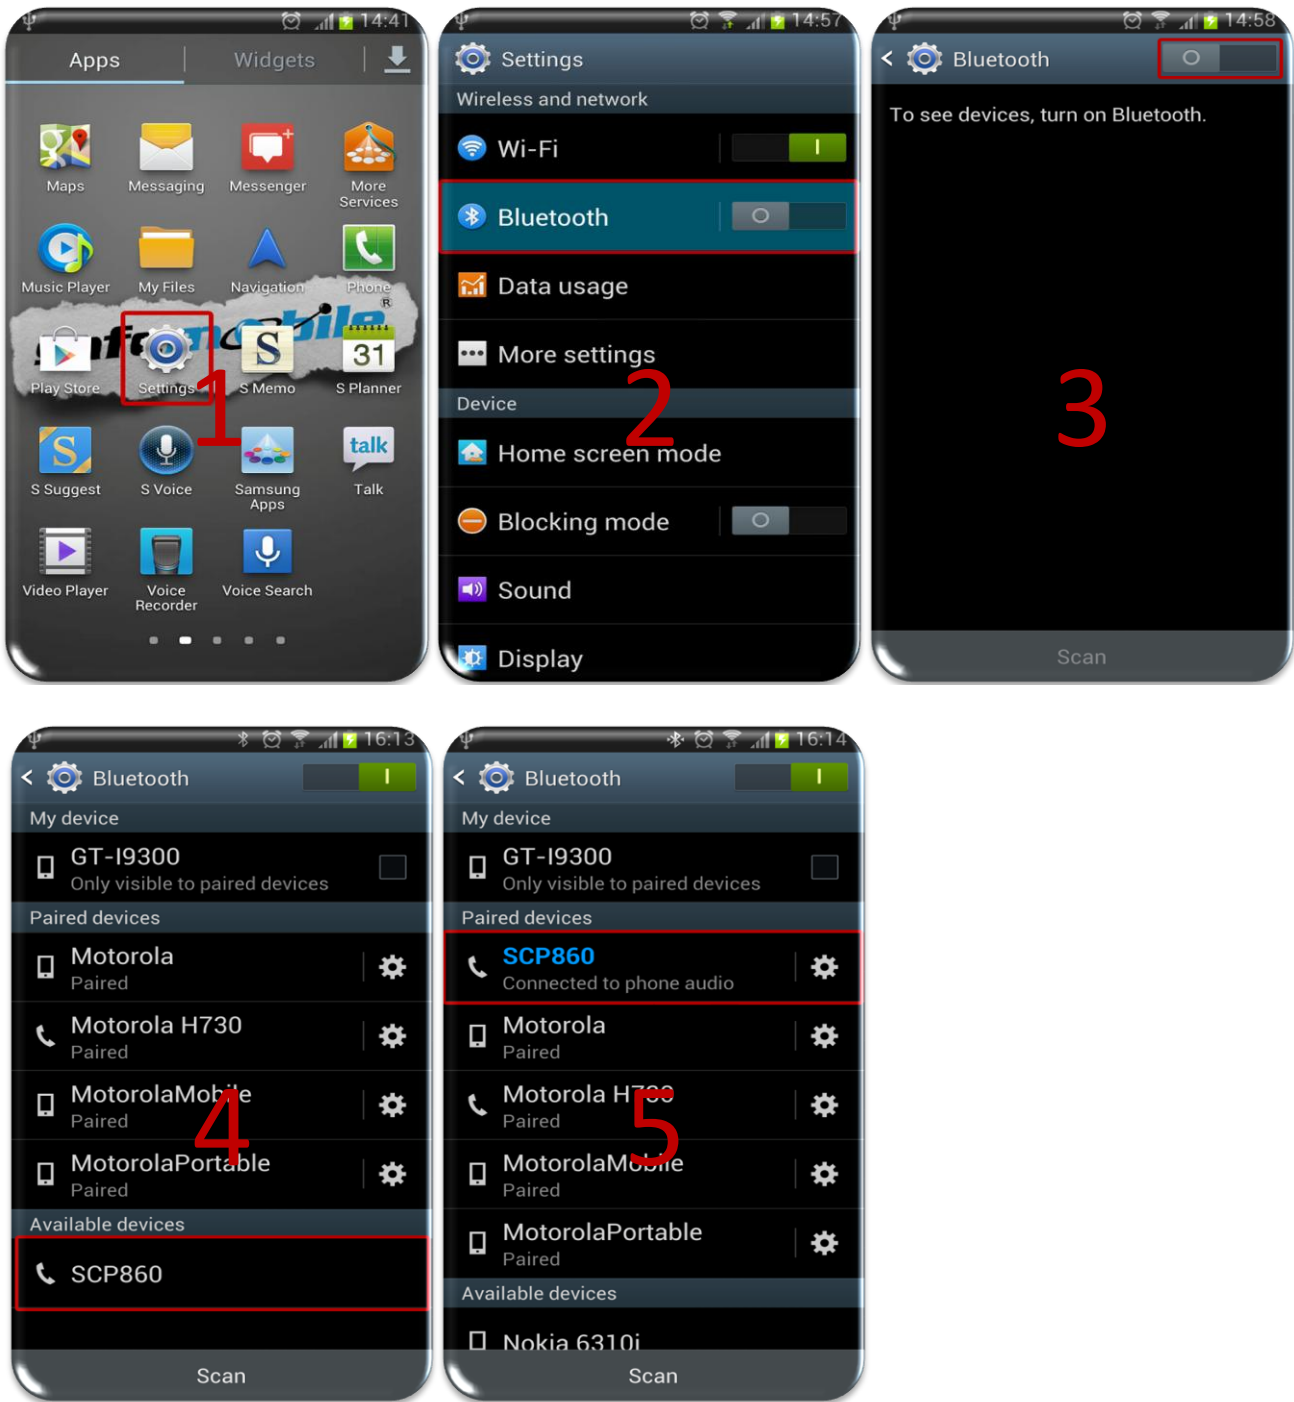 14:41
Apps
Widgets
Maps
Messaging
Messenger
More
Services
Music Player
My Files
Navigation
Phone
®
Play Store
Settings
S
S Memo
31
S Planner
1
S
S Suggest
S Voice
Samsung
Apps
talk
Talk
Video Player
Voice
Recorder
Voice Search
14:57
Settings
Wireless and network
Wi-Fi
Bluetooth
Data usage
More settings
2
Device
Home screen mode
Blocking mode
Sound
Display
14:58
Bluetooth
To see devices, turn on Bluetooth.
3
Scan
16:13
Bluetooth
My device
GT-I9300
Only visible to paired devices
Paired devices
Motorola
Paired
Motorola H730
Paired
MotorolaMobile
Paired
4
MotorolaPortable
Paired
Available devices
SCP860
Scan
16:14
Bluetooth
My device
GT-I9300
Only visible to paired devices
Paired devices
SCP860
Connected to phone audio
Motorola
Paired
Motorola H730
Paired
5
MotorolaMobile
Paired
MotorolaPortable
Paired
Available devices
Nokia 6310i
Scan